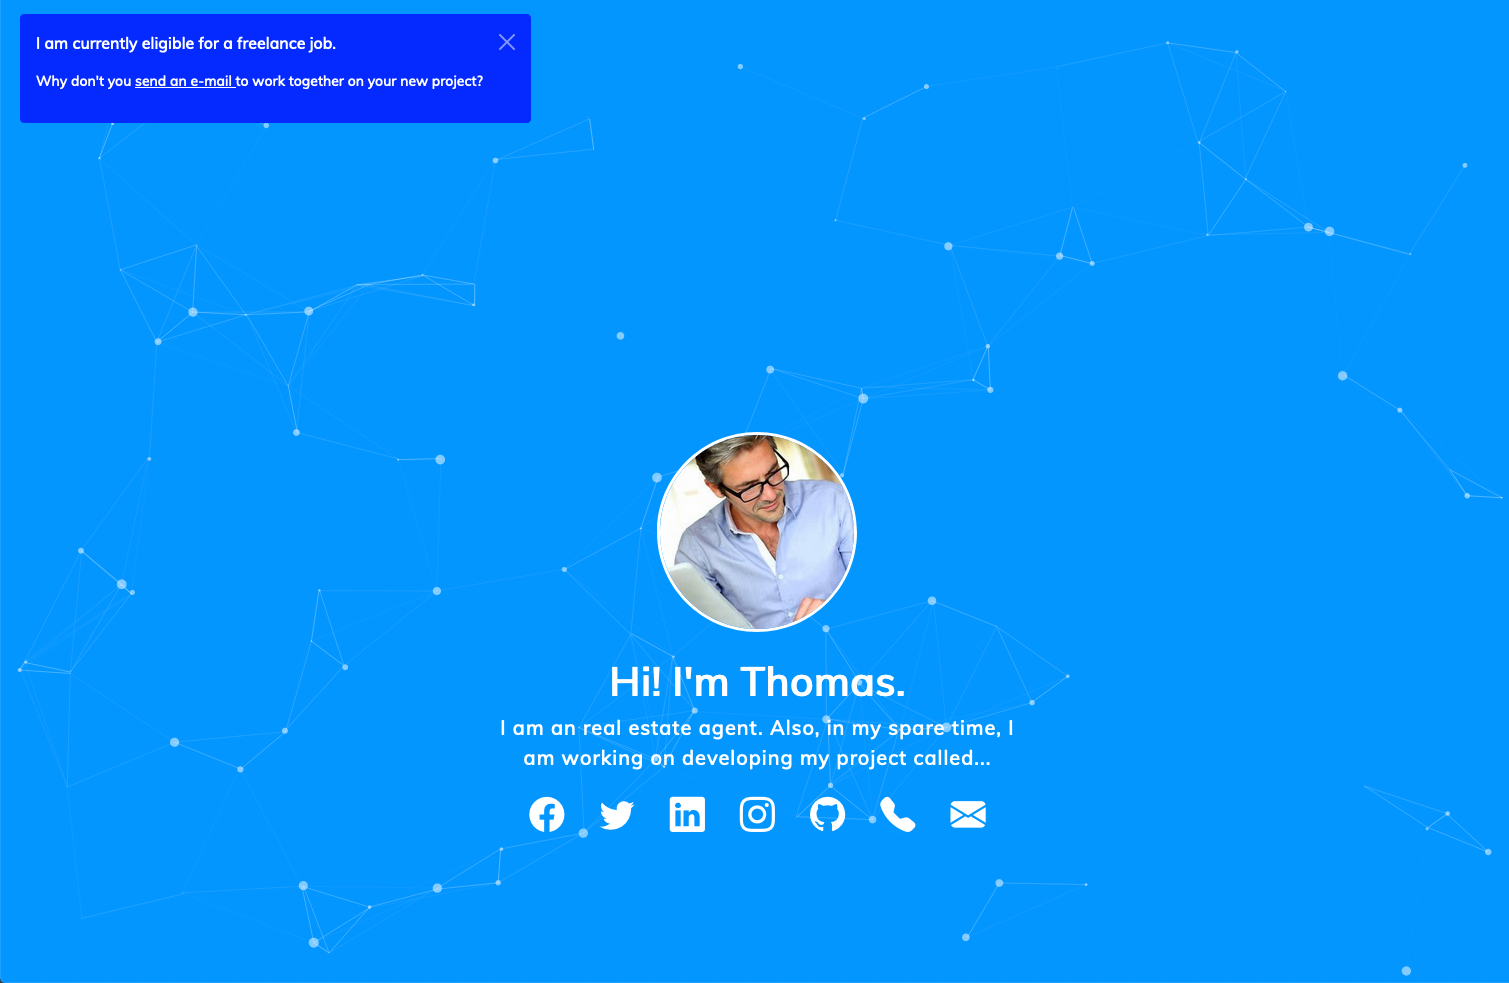 I am currently eligible for a freelance job.
Why don't you send an e-mail to work together on your new project?
Hi! I'm Thomas.
I am an real estate agent. Also, in my spare time, I
am working on developing my project called...